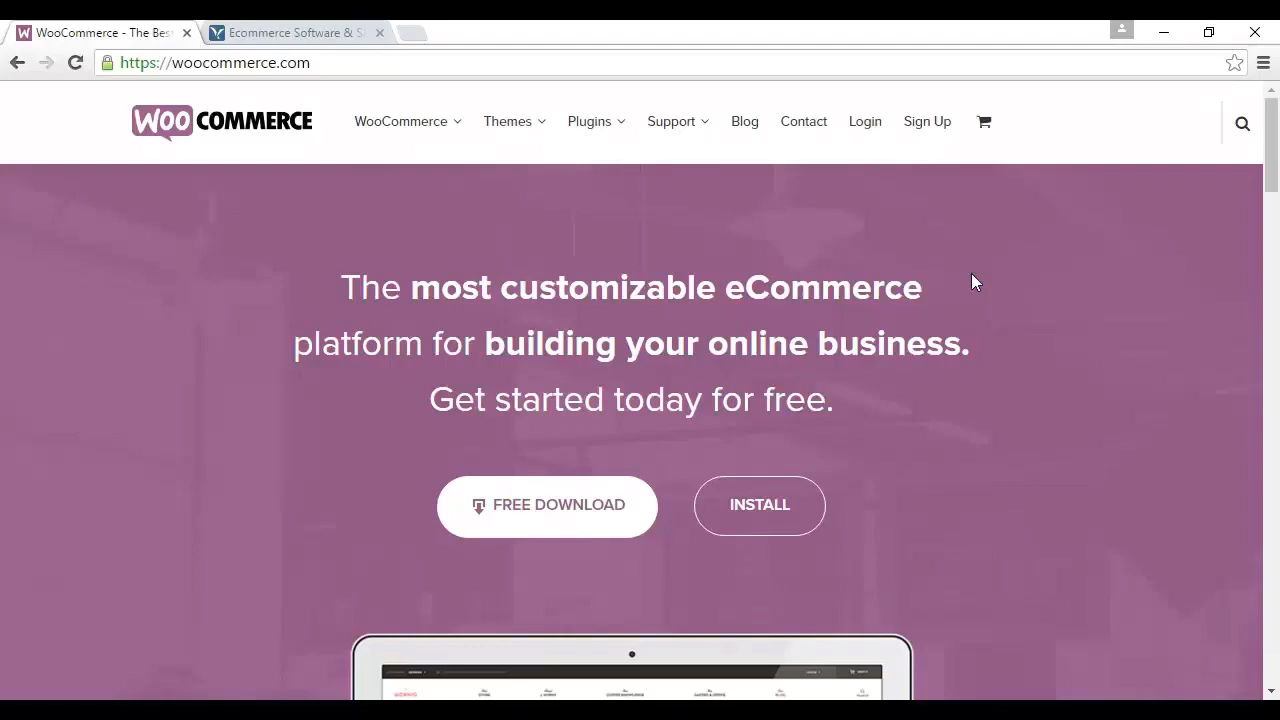 WooCommerce - The Best
Ecommerce Software & S
https://woocommerce.com
WOO COMMERCE
WooCommerce Themes Plugins Support Blog Contact Login Sign Up
The most customizable eCommerce
platform for building your online business.
Get started today for free.
FREE DOWNLOAD
INSTALL